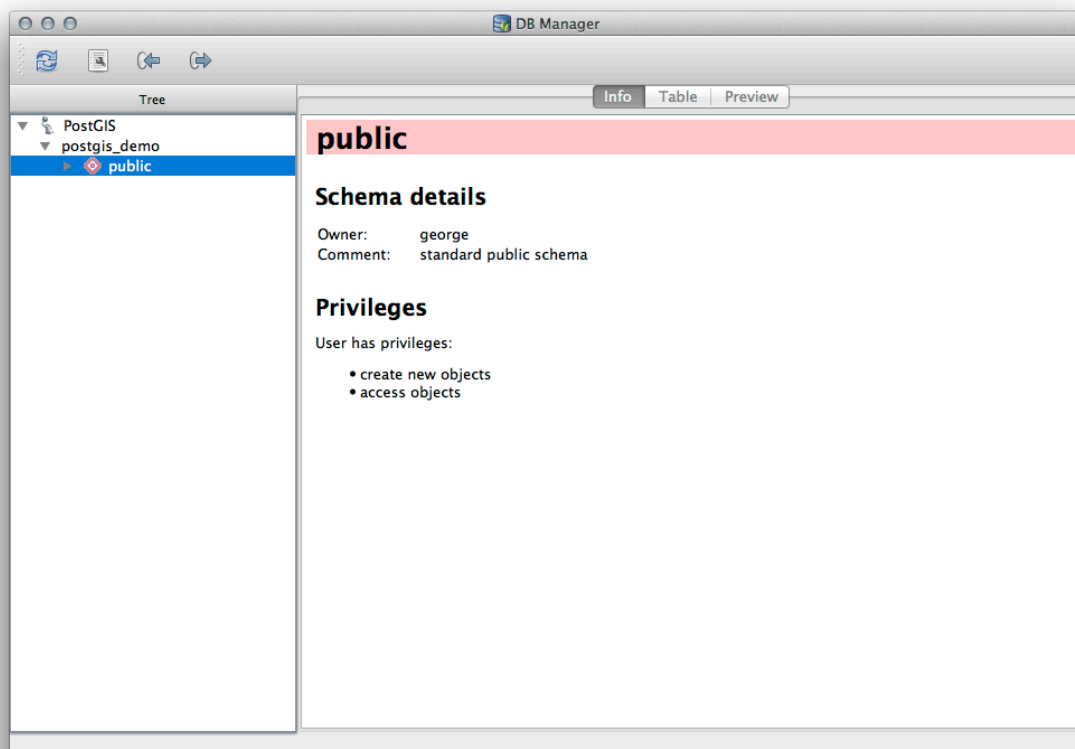 DB Manager
Tree
Info Table Preview
PostGIS
postgis_demo
public
public
Schema details
Owner: george
Comment: standard public schema
Privileges
User has privileges:
• create new objects
• access objects